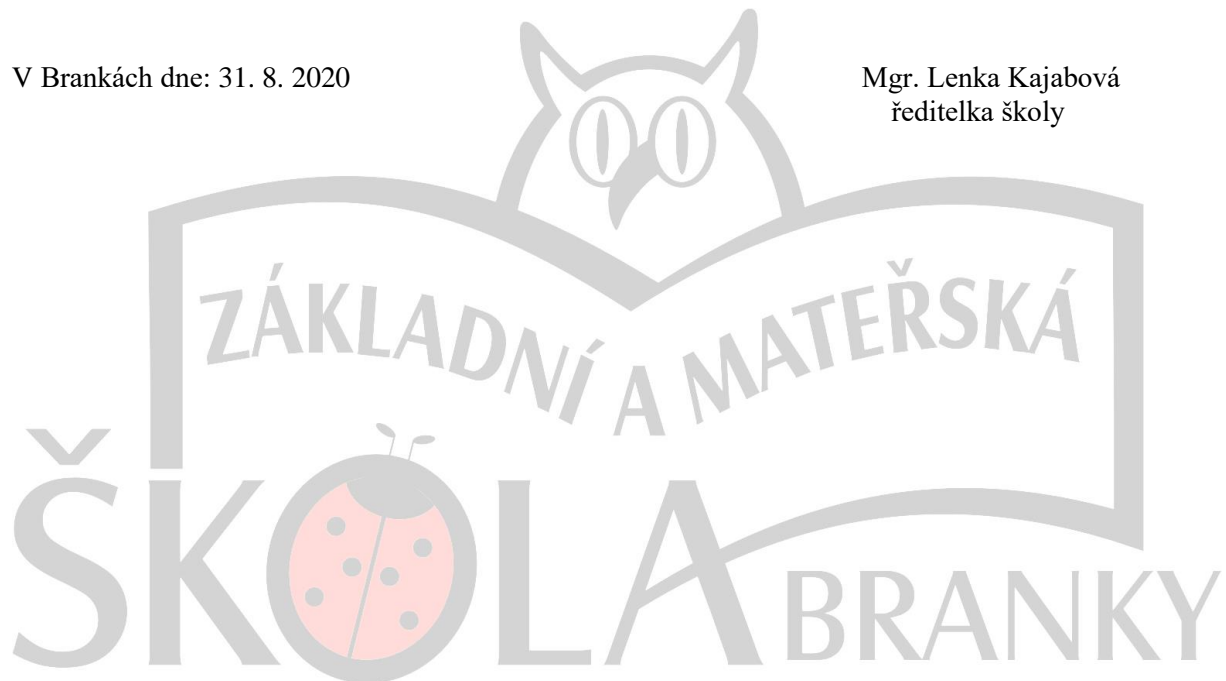 V Brankách dne: 31. 8. 2020 Mgr. Lenka Kajabová
ředitelka školy
ZÁKLADNÍ A MATEŘSKÁ
ŠKOLA BRANKY